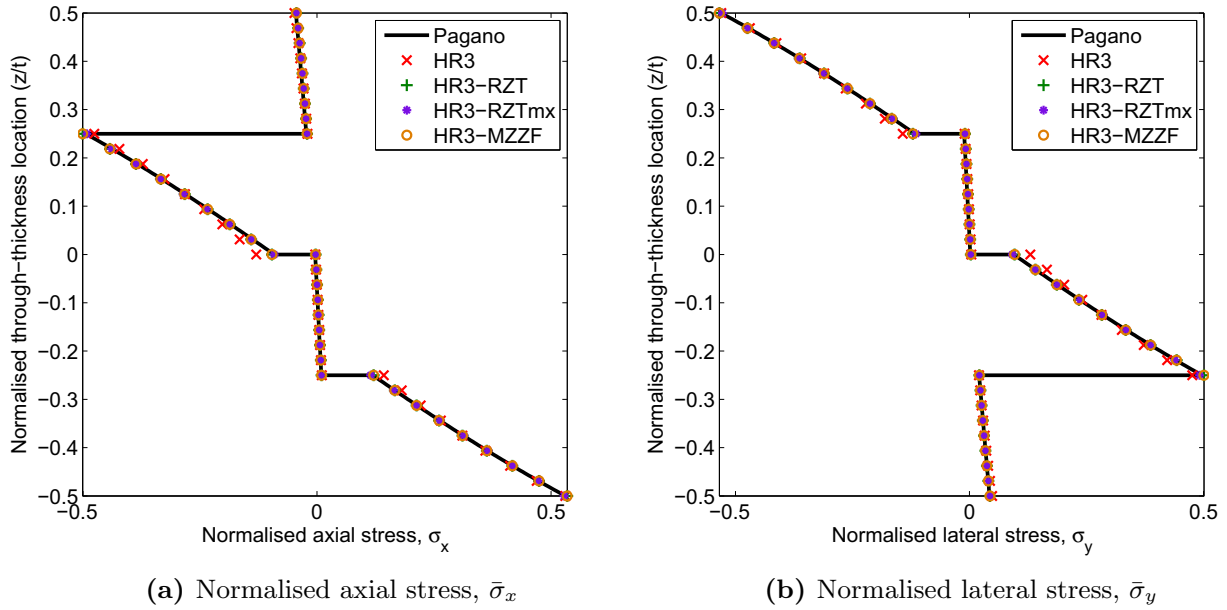 0.5
0.4
0.3
0.2
0.1
0
−0.1
−0.2
−0.3
−0.4
−0.5
Normalised through−thickness location (z/t)
−0.5
0
0.5
Normalised axial stress, σ_x
Pagano
HR3
HR3−RZT
HR3−RZTmx
HR3−MZZF
(a) Normalised axial stress, σ̄_x
0.5
0.4
0.3
0.2
0.1
0
−0.1
−0.2
−0.3
−0.4
−0.5
Normalised through−thickness location (z/t)
−0.5
0
0.5
Normalised lateral stress, σ_y
Pagano
HR3
HR3−RZT
HR3−RZTmx
HR3−MZZF
(b) Normalised lateral stress, σ̄_y